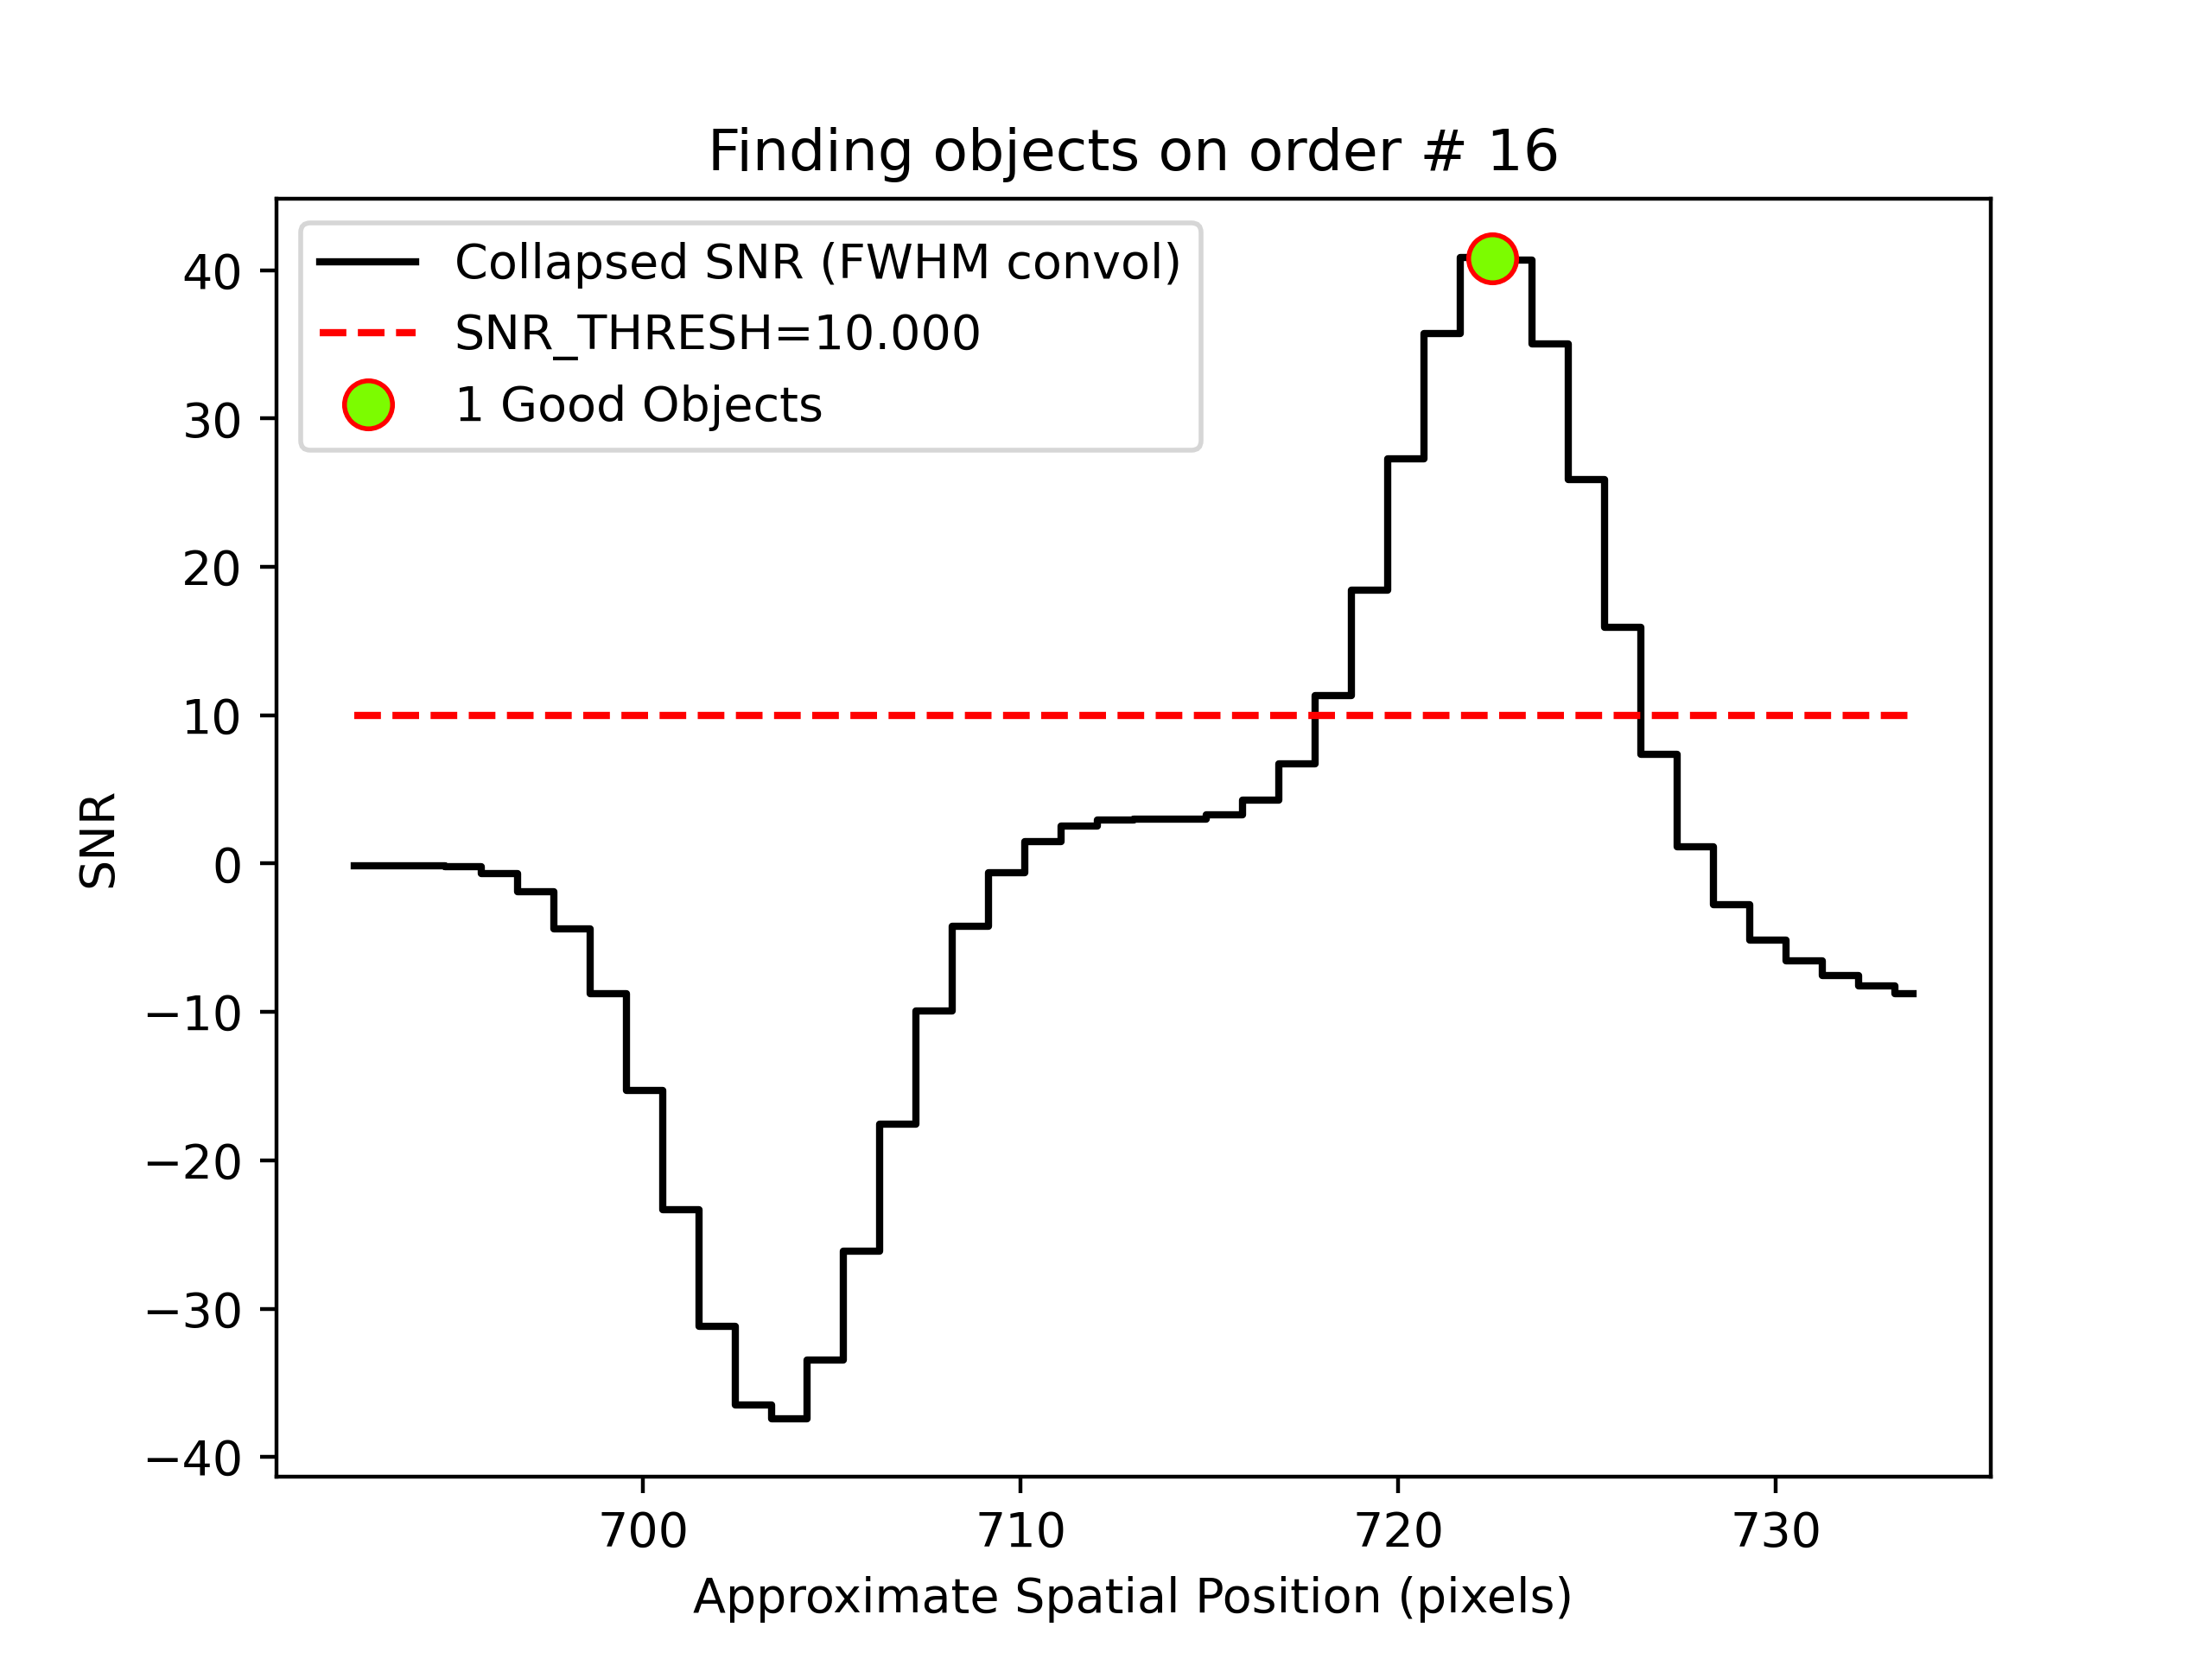 Finding objects on order # 16
Collapsed SNR (FWHM convol)
SNR_THRESH=10.000
1 Good Objects
40
30
20
10
0
−10
−20
−30
−40
SNR
700 710 720 730
Approximate Spatial Position (pixels)